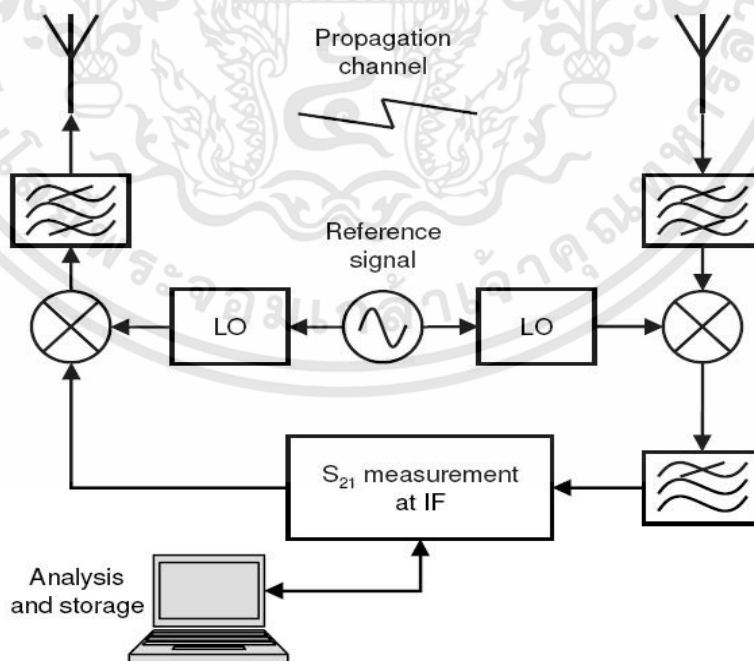 Propagation
channel
Reference
signal
LO
LO
S₂₁ measurement
at IF
Analysis
and storage